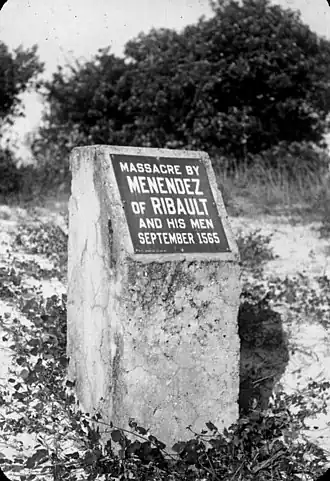 MASSACRE BY
MENENDEZ
OF RIBAULT
AND HIS MEN
SEPTEMBER 1565